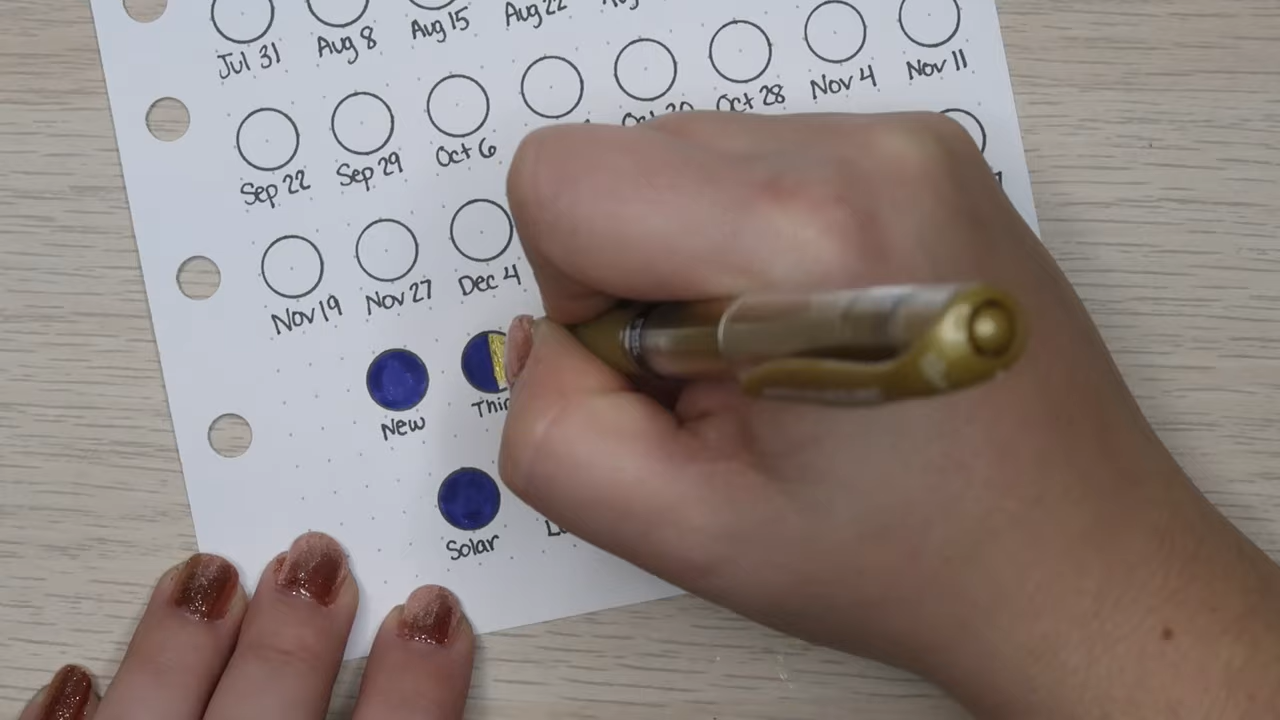 Jul 31 Aug 8 Aug 15 Aug 22
Sep 22 Sep 29 Oct 6 Oct 28 Nov 4 Nov 11
Nov 19 Nov 27 Dec 4
New
Solar